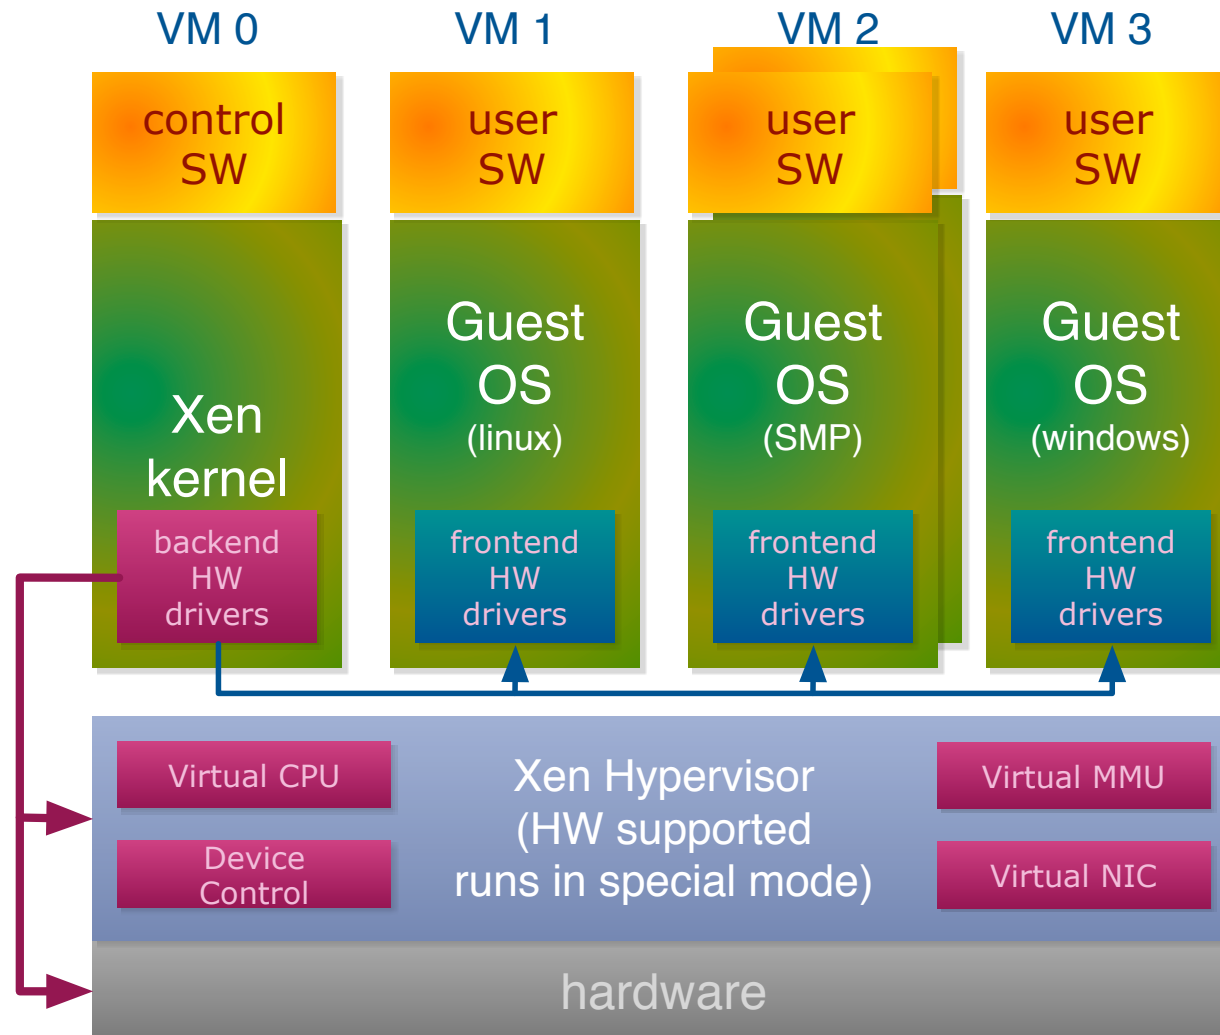 VM 0
VM 1
VM 2
VM 3
control
SW
user
SW
user
SW
user
SW
Xen
kernel
Guest
OS
(linux)
Guest
OS
(SMP)
Guest
OS
(windows)
backend
HW
drivers
frontend
HW
drivers
frontend
HW
drivers
frontend
HW
drivers
Virtual CPU
Device
Control
Xen Hypervisor
(HW supported
runs in special mode)
Virtual MMU
Virtual NIC
hardware